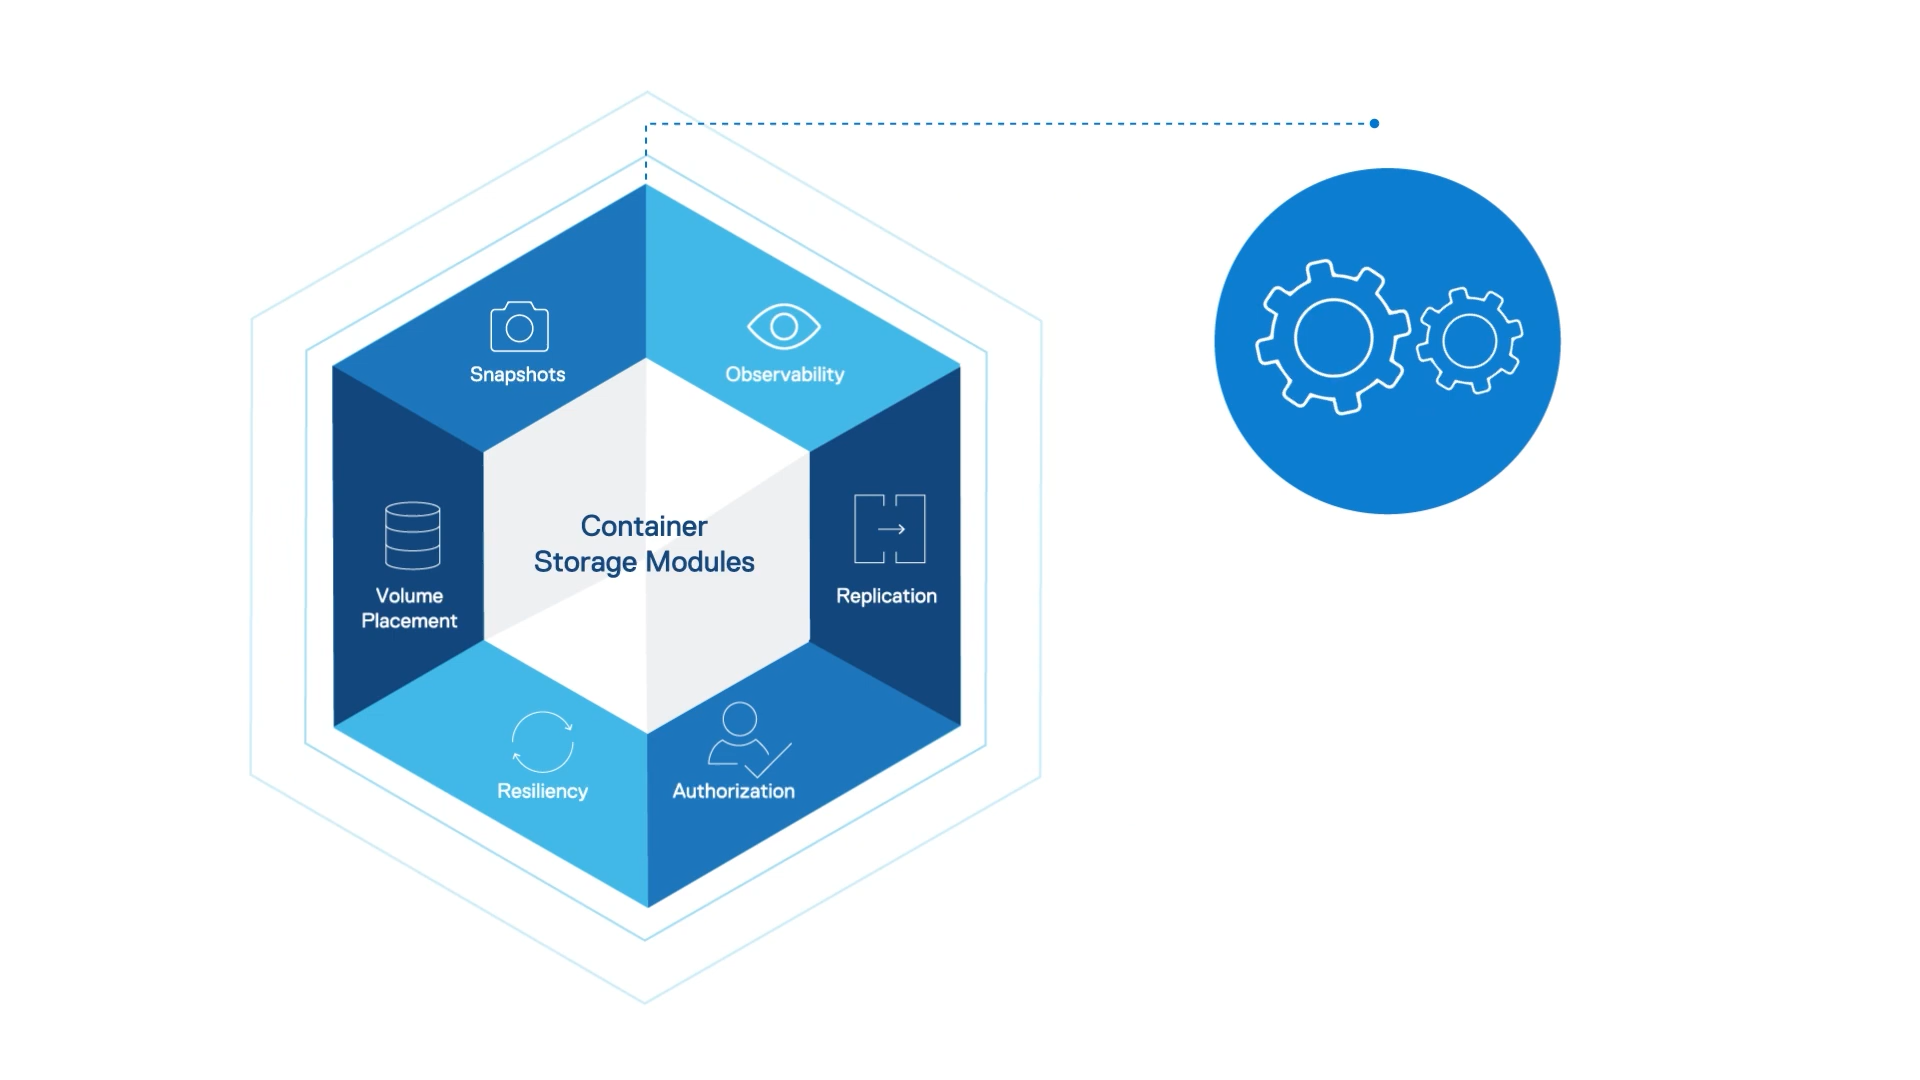 Snapshots
Observability
Container
Storage Modules
Volume
Placement
Replication
Resiliency
Authorization